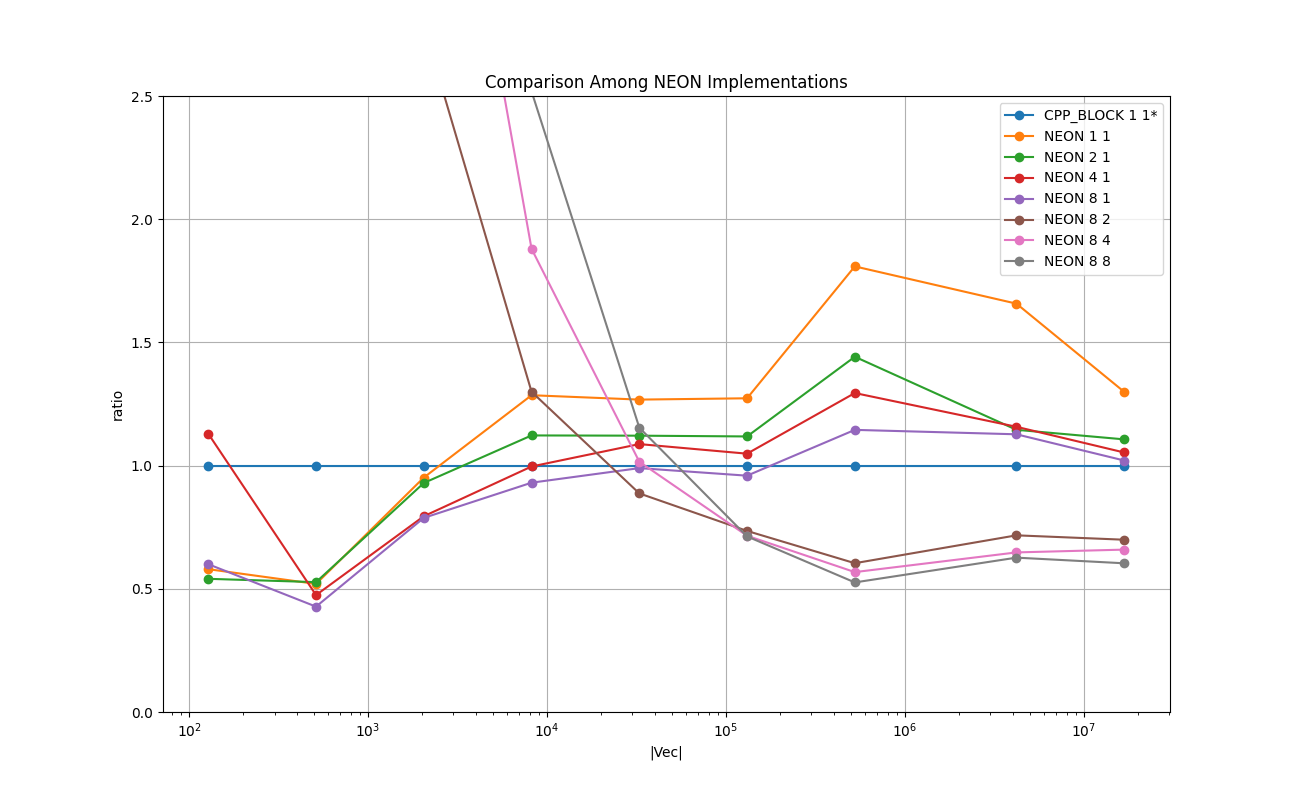 Comparison Among NEON Implementations
2.5
2.0
1.5
1.0
0.5
0.0
ratio
CPP_BLOCK 1 1*
NEON 1 1
NEON 2 1
NEON 4 1
NEON 8 1
NEON 8 2
NEON 8 4
NEON 8 8
10²
10³
10⁴
10⁵
10⁶
10⁷
|Vec|